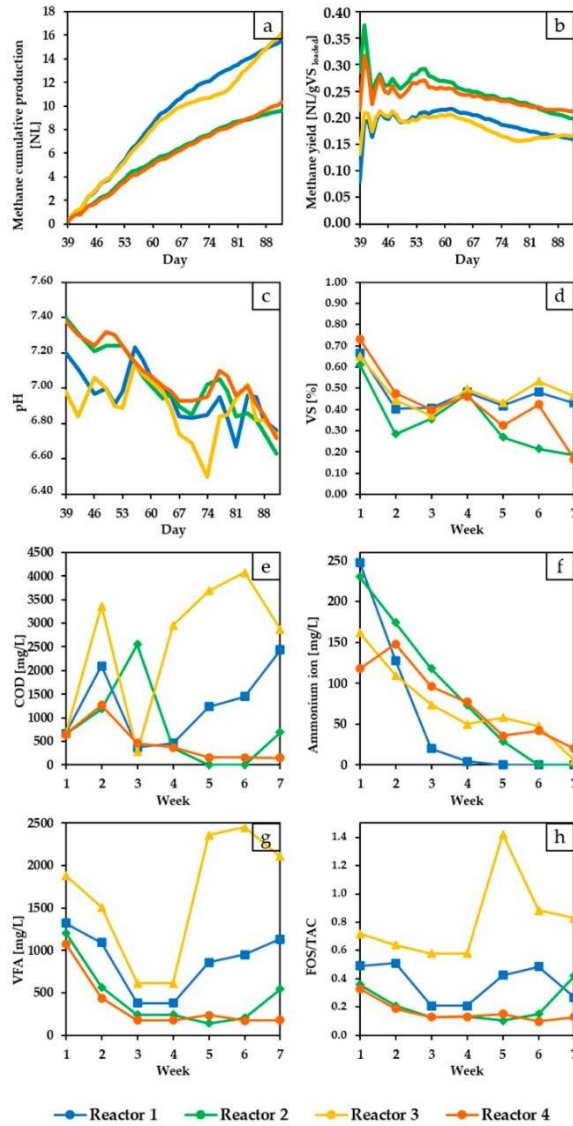 a
Methane cumulative production
[NL]
18
16
14
12
10
8
6
4
2
0
39 46 53 60 67 74 81 88
Day
b
Methane yield [NL/gVS loaded]
0.40
0.35
0.30
0.25
0.20
0.15
0.10
0.05
0.00
39 46 53 60 67 74 81 88
Day
c
pH
7.60
7.40
7.20
7.00
6.80
6.60
6.40
39 46 53 60 67 74 81 88
Day
d
VS [%]
1.00
0.90
0.80
0.70
0.60
0.50
0.40
0.30
0.20
0.10
0.00
1 2 3 4 5 6 7
Week
e
COD [mg/L]
4500
4000
3500
3000
2500
2000
1500
1000
500
0
1 2 3 4 5 6 7
Week
f
Ammonium ion [mg/L]
250
200
150
100
50
0
1 2 3 4 5 6 7
Week
g
VFA [mg/L]
2500
2000
1500
1000
500
0
1 2 3 4 5 6 7
Week
h
FOS/TAC
1.4
1.2
1.0
0.8
0.6
0.4
0.2
0.0
1 2 3 4 5 6 7
Week
Reactor 1 Reactor 2 Reactor 3 Reactor 4